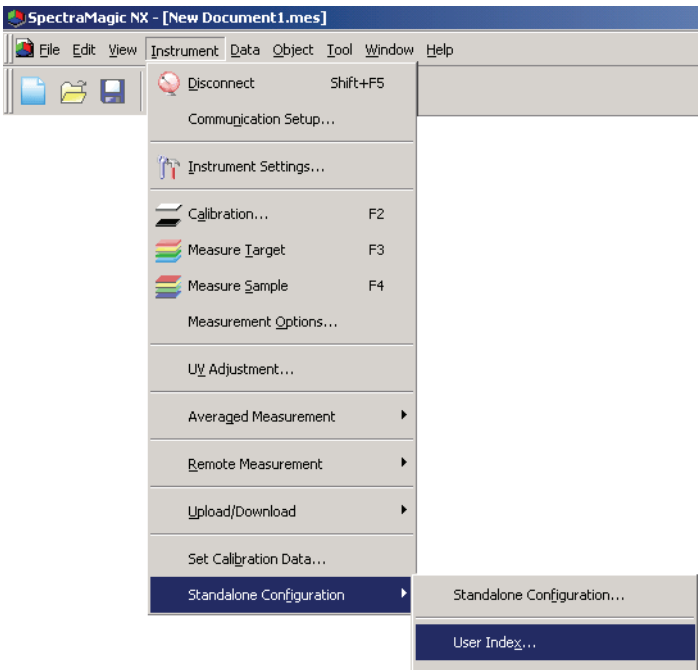 SpectraMagic NX - [New Document1.mes]
File Edit View Instrument Data Object Tool Window Help
Disconnect Shift+F5
Communication Setup...
Instrument Settings...
Calibration... F2
Measure Target F3
Measure Sample F4
Measurement Options...
UV Adjustment...
Averaged Measurement
Remote Measurement
Upload/Download
Set Calibration Data...
Standalone Configuration
Standalone Configuration...
User Index...